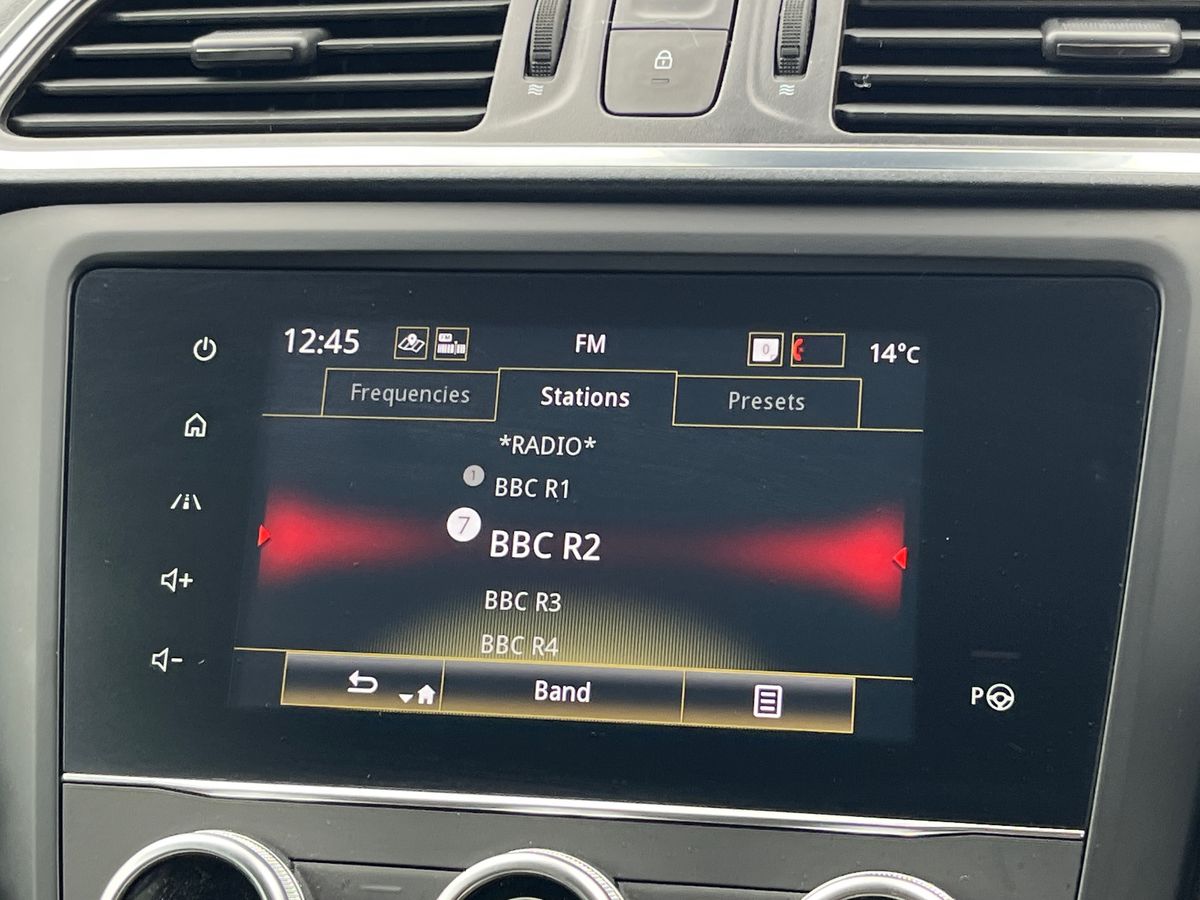 12:45 FM 0 14°C
Frequencies Stations Presets
*RADIO*
1 BBC R1
7 BBC R2
BBC R3
BBC R4
Band
P